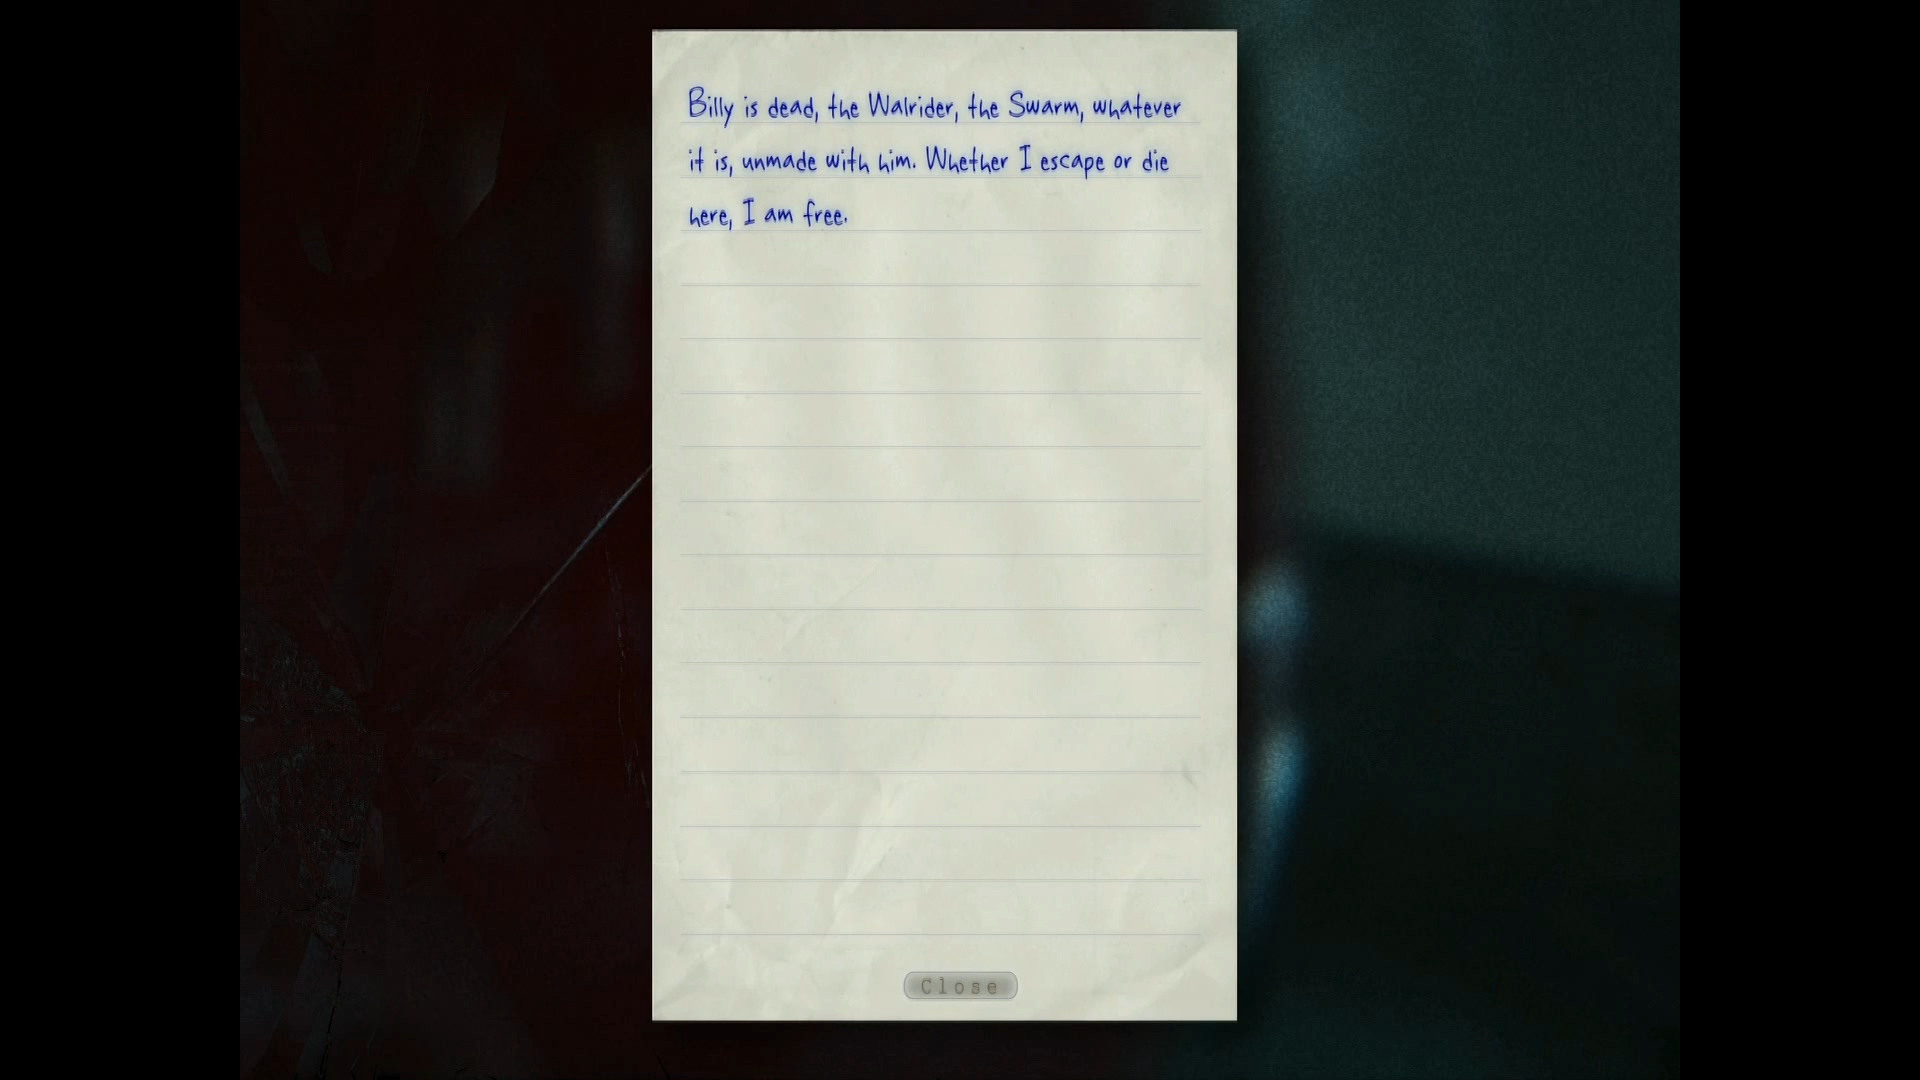 Billy is dead, the Walrider, the Swarm, whatever
it is, unmade with him. Whether I escape or die
here, I am free.
Close